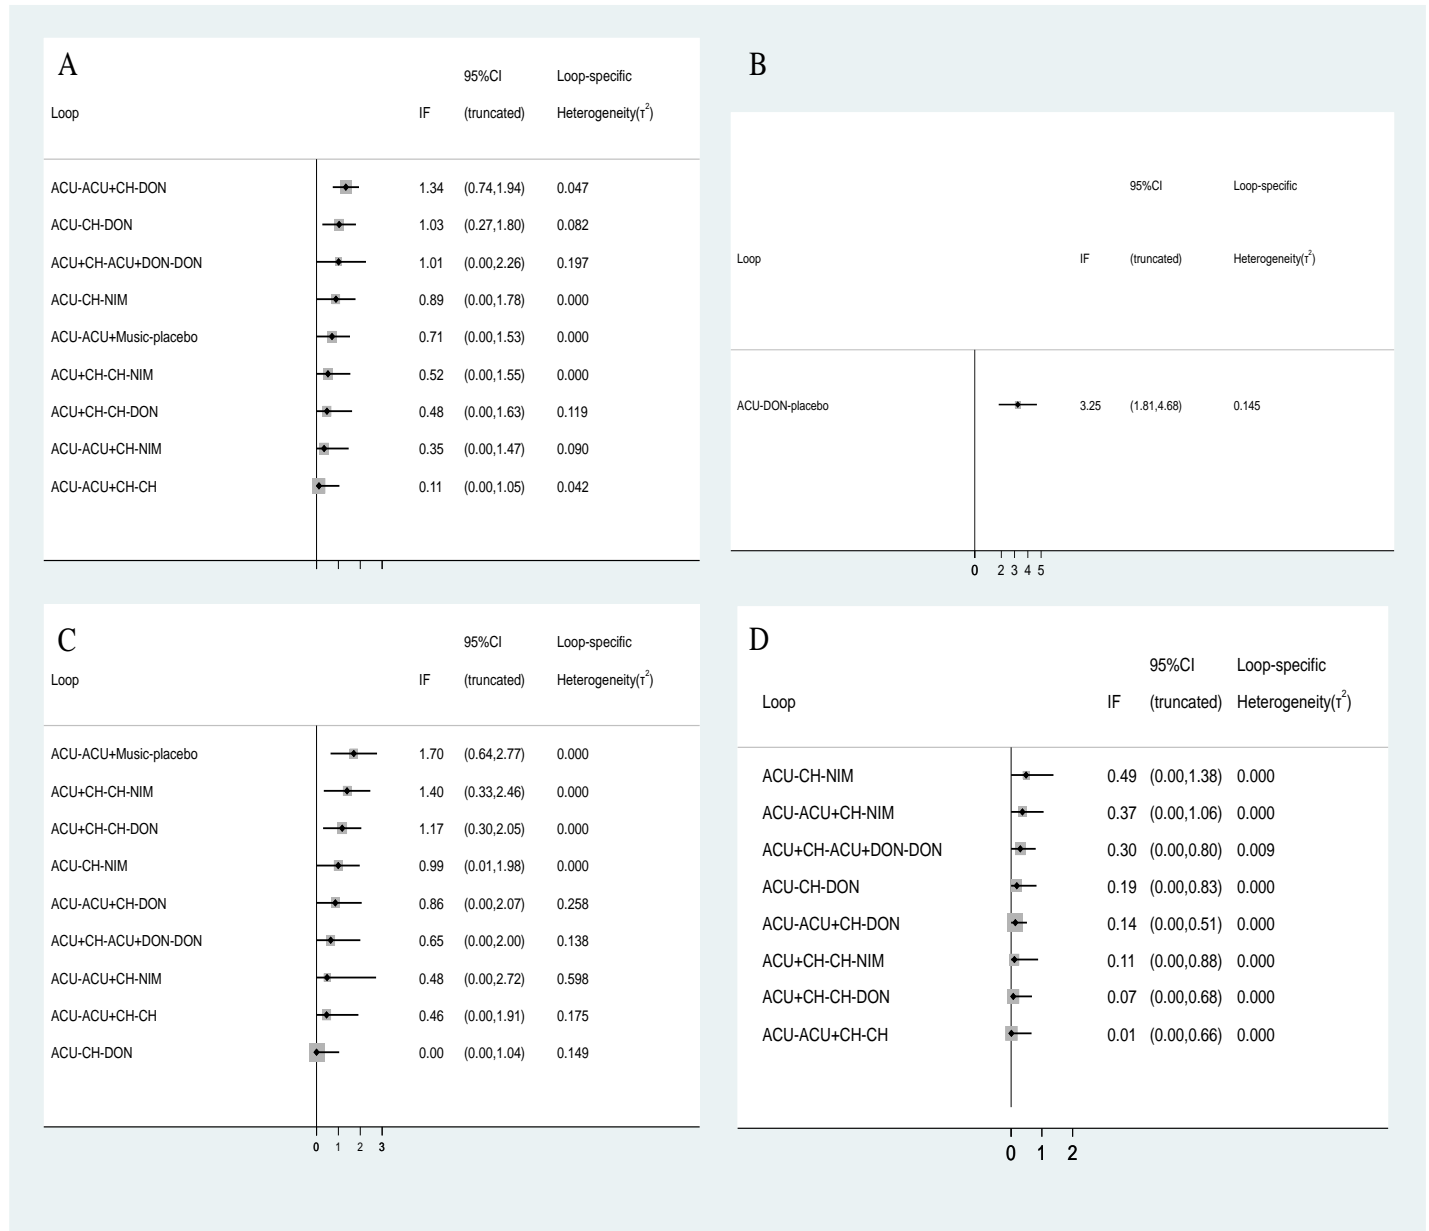 A
95%CI Loop-specific
Loop IF (truncated) Heterogeneity(τ²)
ACU-ACU+CH-DON 1.34 (0.74,1.94) 0.047
ACU-CH-DON 1.03 (0.27,1.80) 0.082
ACU+CH-ACU+DON-DON 1.01 (0.00,2.26) 0.197
ACU-CH-NIM 0.89 (0.00,1.78) 0.000
ACU-ACU+Music-placebo 0.71 (0.00,1.53) 0.000
ACU+CH-CH-NIM 0.52 (0.00,1.55) 0.000
ACU+CH-CH-DON 0.48 (0.00,1.63) 0.119
ACU-ACU+CH-NIM 0.35 (0.00,1.47) 0.090
ACU-ACU+CH-CH 0.11 (0.00,1.05) 0.042
B
95%CI Loop-specific
Loop IF (truncated) Heterogeneity(τ²)
ACU-DON-placebo 3.25 (1.81,4.68) 0.145
0 2 3 4 5
C
95%CI Loop-specific
Loop IF (truncated) Heterogeneity(τ²)
ACU-ACU+Music-placebo 1.70 (0.64,2.77) 0.000
ACU+CH-CH-NIM 1.40 (0.33,2.46) 0.000
ACU+CH-CH-DON 1.17 (0.30,2.05) 0.000
ACU-CH-NIM 0.99 (0.01,1.98) 0.000
ACU-ACU+CH-DON 0.86 (0.00,2.07) 0.258
ACU+CH-ACU+DON-DON 0.65 (0.00,2.00) 0.138
ACU-ACU+CH-NIM 0.48 (0.00,2.72) 0.598
ACU-ACU+CH-CH 0.46 (0.00,1.91) 0.175
ACU-CH-DON 0.00 (0.00,1.04) 0.149
0 1 2 3
D
95%CI Loop-specific
Loop IF (truncated) Heterogeneity(τ²)
ACU-CH-NIM 0.49 (0.00,1.38) 0.000
ACU-ACU+CH-NIM 0.37 (0.00,1.06) 0.000
ACU+CH-ACU+DON-DON 0.30 (0.00,0.80) 0.009
ACU-CH-DON 0.19 (0.00,0.83) 0.000
ACU-ACU+CH-DON 0.14 (0.00,0.51) 0.000
ACU+CH-CH-NIM 0.11 (0.00,0.88) 0.000
ACU+CH-CH-DON 0.07 (0.00,0.68) 0.000
ACU-ACU+CH-CH 0.01 (0.00,0.66) 0.000
0 1 2